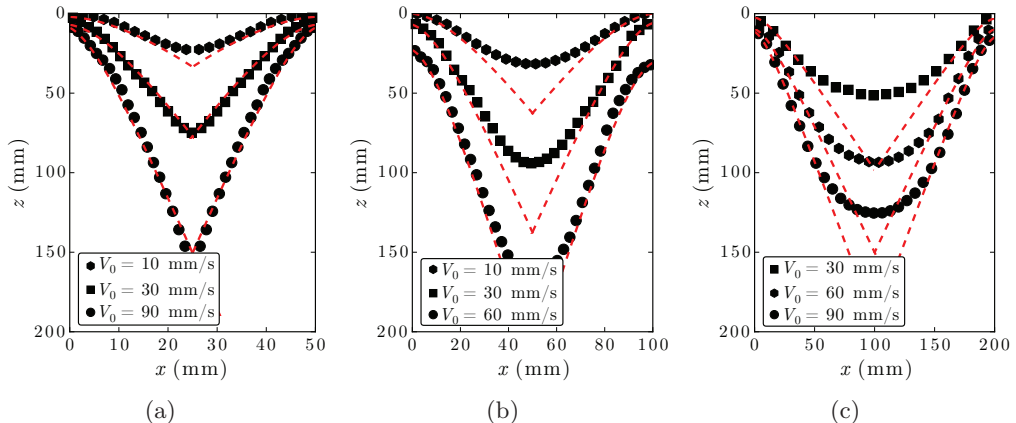 0
50
100
150
200
z (mm)
V₀ = 10 mm/s
V₀ = 30 mm/s
V₀ = 90 mm/s
0 10 20 30 40 50
x (mm)
(a)
0
50
100
150
200
z (mm)
V₀ = 10 mm/s
V₀ = 30 mm/s
V₀ = 60 mm/s
0 20 40 60 80 100
x (mm)
(b)
0
50
100
150
200
z (mm)
V₀ = 30 mm/s
V₀ = 60 mm/s
V₀ = 90 mm/s
0 50 100 150 200
x (mm)
(c)